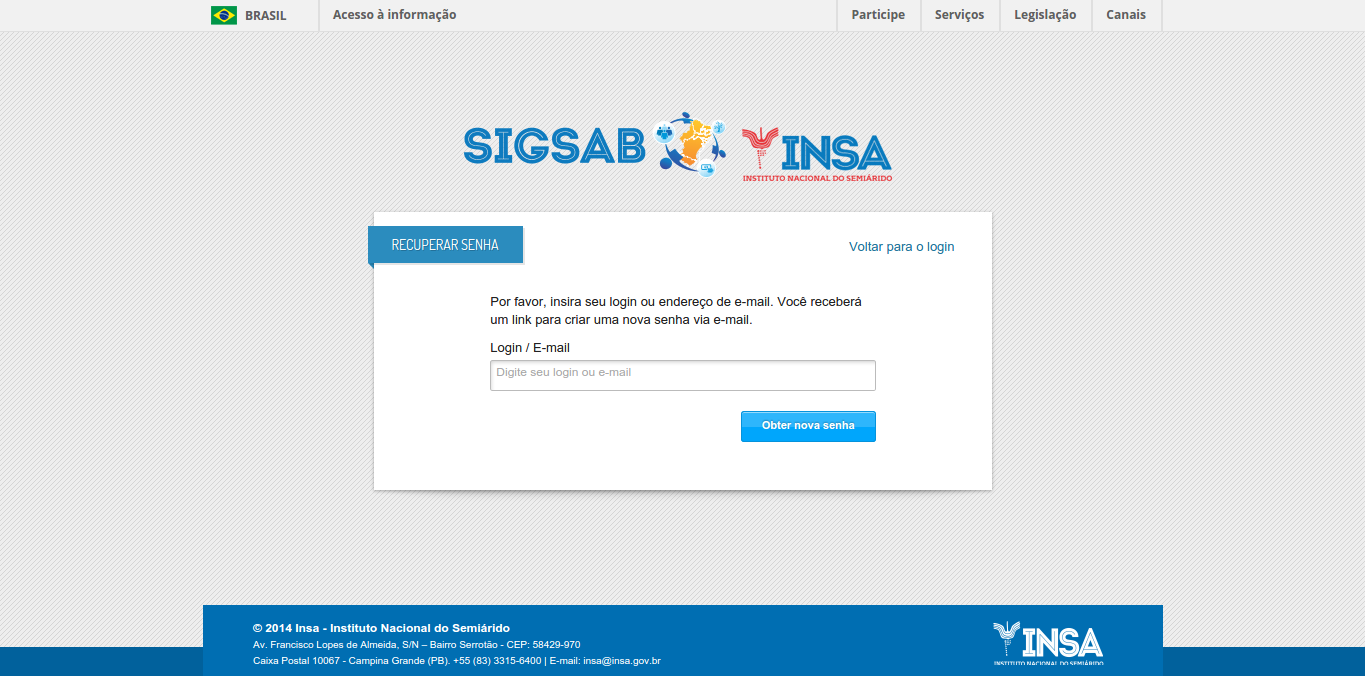 BRASIL
Acesso à informação
Participe
Serviços
Legislação
Canais
SIGSAB
INSA
INSTITUTO NACIONAL DO SEMIÁRIDO
RECUPERAR SENHA
Voltar para o login
Por favor, insira seu login ou endereço de e-mail. Você receberá
um link para criar uma nova senha via e-mail.
Login / E-mail
Digite seu login ou e-mail
Obter nova senha
© 2014 Insa - Instituto Nacional do Semiárido
Av. Francisco Lopes de Almeida, S/N – Bairro Serrotão - CEP: 58429-970
Caixa Postal 10067 - Campina Grande (PB). +55 (83) 3315-6400 | E-mail: insa@insa.gov.br
INSA
INSTITUTO NACIONAL DO SEMIÁRIDO